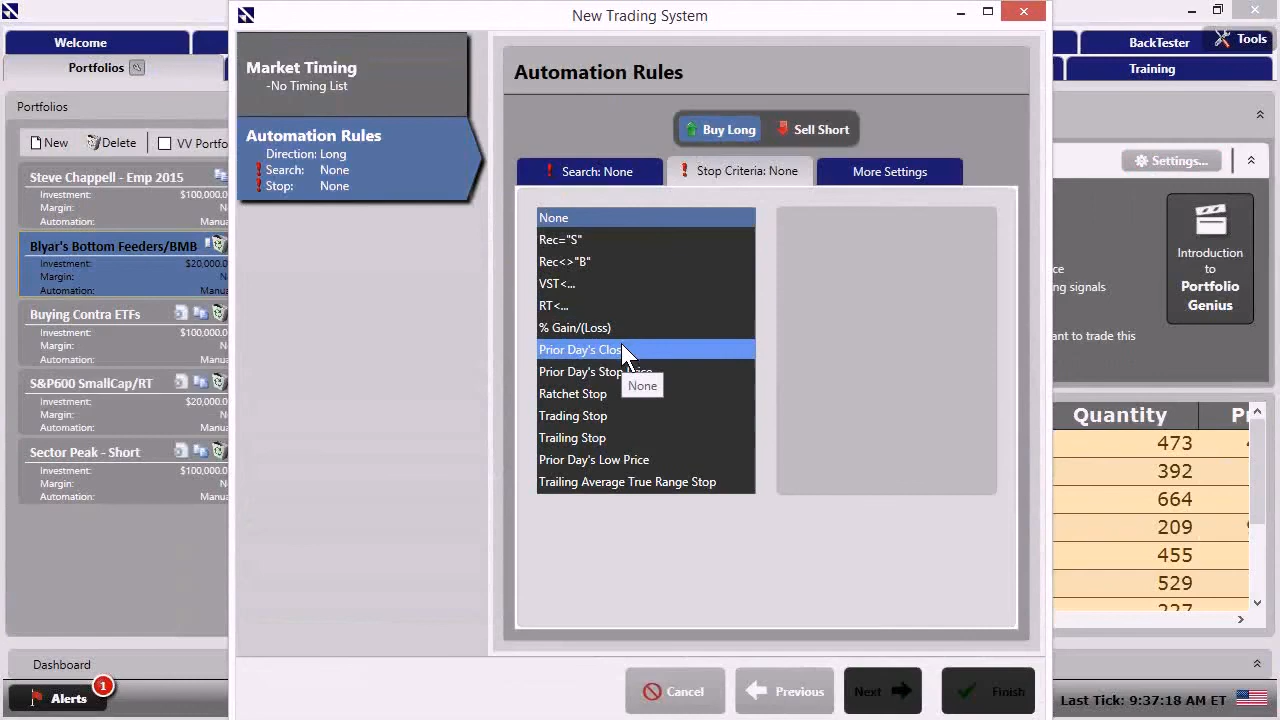 New Trading System
Welcome
BackTester
Tools
Portfolios
Training
Portfolios
New
Delete
VV Portfo
Steve Chappell - Emp 2015
Investment: $100,000.0
Margin: N
Automation: Manua
Blyar's Bottom Feeders/BMB
Investment: $20,000.0
Margin: N
Automation: Manua
Buying Contra ETFs
Investment: $100,000.0
Margin: N
Automation: Manua
S&P600 SmallCap/RT
Investment: $100,000.0
Margin: N
Automation: Manua
Sector Peak - Short
Investment: $100,000.0
Margin: N
Automation: Manua
Dashboard
Alerts
1
Market Timing
-No Timing List
Automation Rules
Direction: Long
! Search: None
! Stop: None
Automation Rules
Buy Long
Sell Short
! Search: None
! Stop Criteria: None
More Settings
None
Rec="S"
Rec<>"B"
VST<...
RT<...
% Gain/(Loss)
Prior Day's Clos
Prior Day's Stop
None
Ratchet Stop
Trading Stop
Trailing Stop
Prior Day's Low Price
Trailing Average True Range Stop
Cancel
Previous
Next
Finish
Settings...
Introduction
to
Portfolio
Genius
ce
ng signals
ant to trade this
Quantity
Pr
473
392
664
209
455
529
227
Last Tick: 9:37:18 AM ET